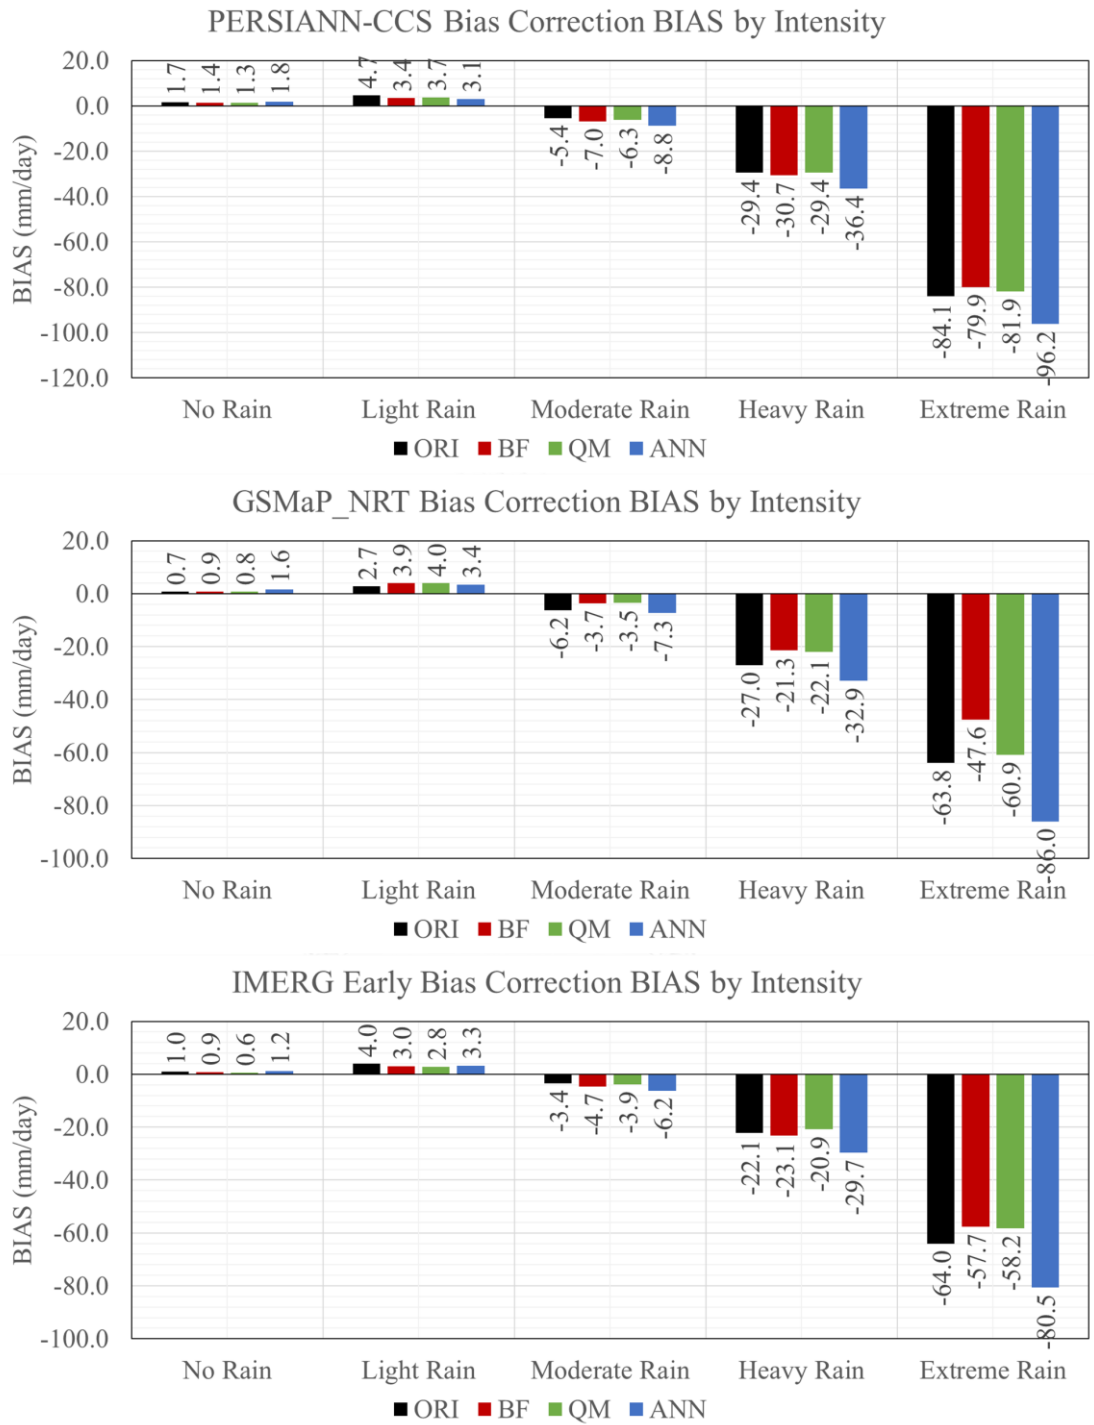 PERSIANN-CCS Bias Correction BIAS by Intensity
BIAS (mm/day)
20.0
0.0
-20.0
-40.0
-60.0
-80.0
-100.0
-120.0
1.7 1.4 1.3 1.8
4.7 3.4 3.7 3.1
-5.4 -7.0 -6.3 -8.8
-29.4 -30.7 -29.4 -36.4
-84.1 -79.9 -81.9 -96.2
No Rain Light Rain Moderate Rain Heavy Rain Extreme Rain
ORI BF QM ANN
GSMaP_NRT Bias Correction BIAS by Intensity
BIAS (mm/day)
20.0
0.0
-20.0
-40.0
-60.0
-80.0
-100.0
0.7 0.9 0.8 1.6
2.7 3.9 4.0 3.4
-6.2 -3.7 -3.5 -7.3
-27.0 -21.3 -22.1 -32.9
-63.8 -47.6 -60.9 -86.0
No Rain Light Rain Moderate Rain Heavy Rain Extreme Rain
ORI BF QM ANN
IMERG Early Bias Correction BIAS by Intensity
BIAS (mm/day)
20.0
0.0
-20.0
-40.0
-60.0
-80.0
-100.0
1.0 0.9 0.6 1.2
4.0 3.0 2.8 3.3
-3.4 -4.7 -3.9 -6.2
-22.1 -23.1 -20.9 -29.7
-64.0 -57.7 -58.2 -80.5
No Rain Light Rain Moderate Rain Heavy Rain Extreme Rain
ORI BF QM ANN